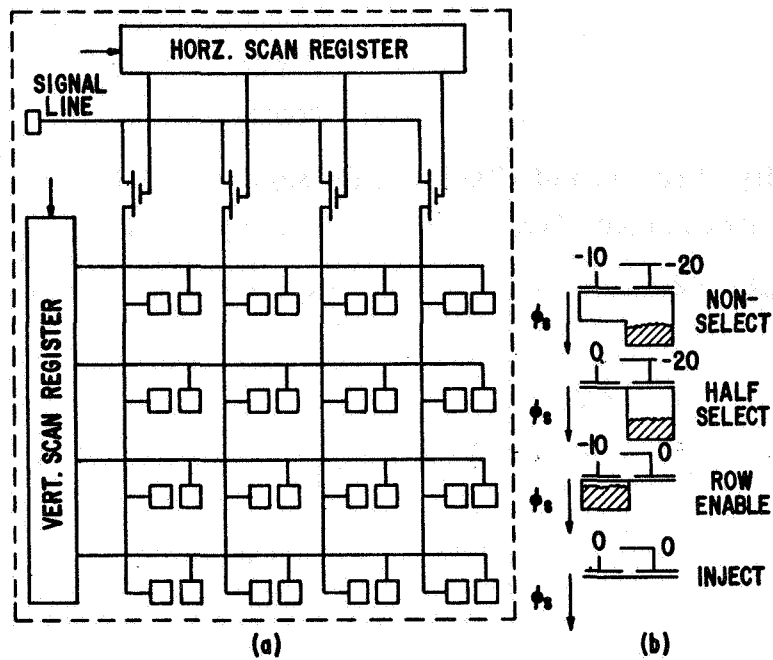 HORZ. SCAN REGISTER
SIGNAL
LINE
VERT. SCAN REGISTER
-10
-20
ϕs
NON-
SELECT
0
-20
ϕs
HALF
SELECT
-10
0
ϕs
ROW
ENABLE
0
0
ϕs
INJECT
(a)
(b)